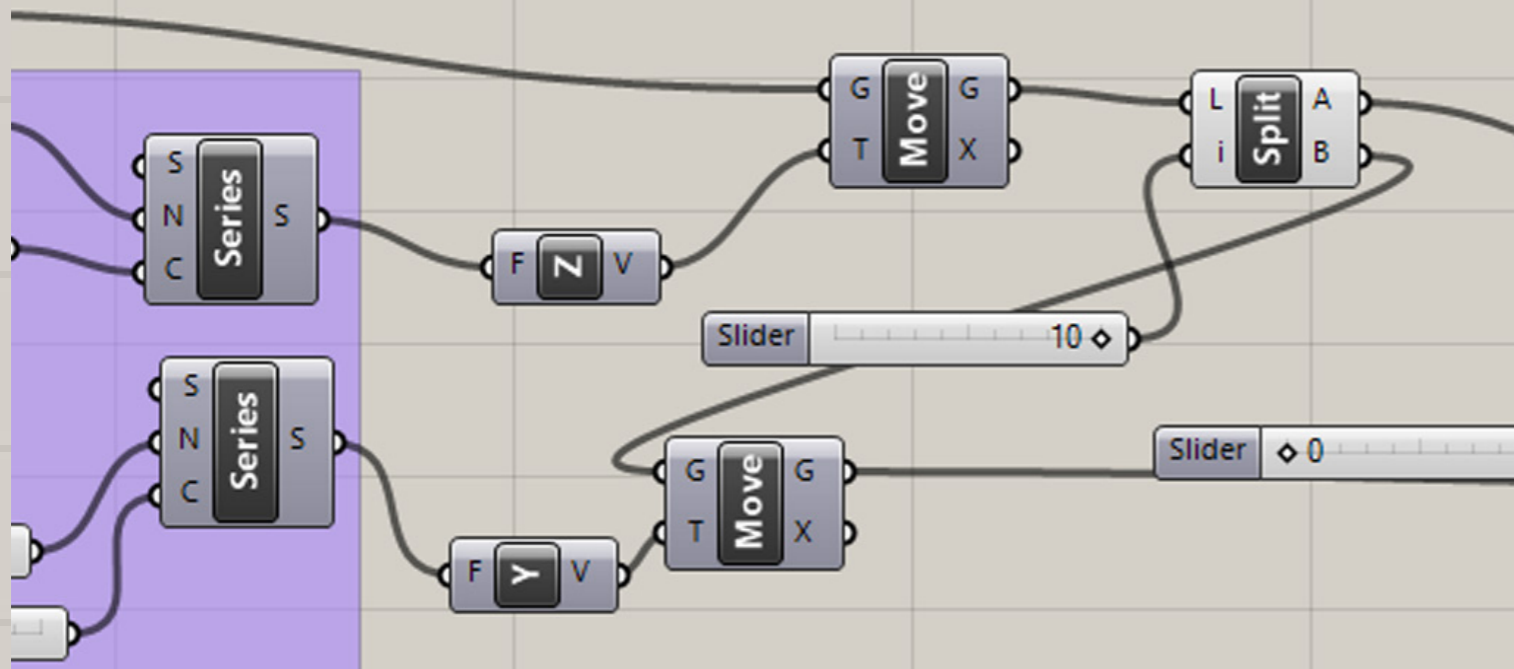 G Move G
T X
L Split A
i B
S Series S
N
C
F Z V
Slider 10
S Series S
N
C
G Move G
T X
Slider 0
F Y V